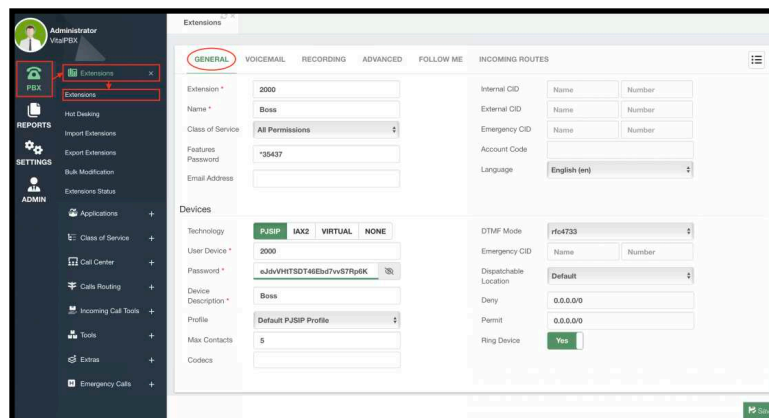 Administrator
VitalPBX
PBX
REPORTS
SETTINGS
ADMIN
Extensions ×
Extensions
Hot Desking
Import Extensions
Export Extensions
Bulk Modification
Extensions Status
Applications +
Class of Service +
Call Center +
Calls Routing +
Incoming Call Tools +
Tools +
Extras +
Emergency Calls +
Extensions
GENERAL VOICEMAIL RECORDING ADVANCED FOLLOW ME INCOMING ROUTES
Extension * 2000
Name * Boss
Class of Service All Permissions
Features Password *35437
Email Address
Internal CID Name Number
External CID Name Number
Emergency CID Name Number
Account Code
Language English (en)
Devices
Technology PJSIP IAX2 VIRTUAL NONE
User Device * 2000
Password * eJdvVHtTSDT46Ebd7vvS7Rp6K
Device Description * Boss
Profile Default PJSIP Profile
Max Contacts 5
Codecs
DTMF Mode rfc4733
Emergency CID Name Number
Dispatchable Location Default
Deny 0.0.0.0/0
Permit 0.0.0.0/0
Ring Device Yes